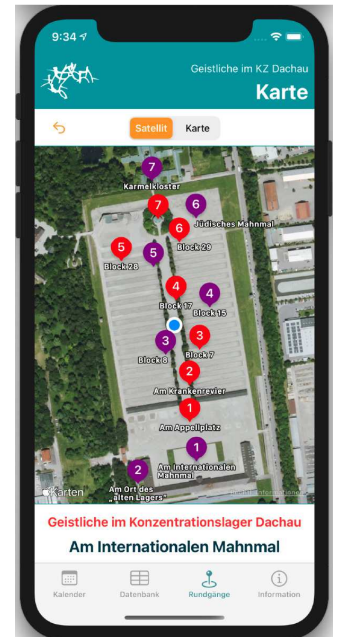 9:34
Geistliche im KZ Dachau
Karte
Satellit Karte
7
Karmelkloster
7
6
Jüdisches Mahnmal
6
Block 29
5
Block 28
5
4
Block 17
4
Block 15
3
Block 7
3
Block 8
2
Am Krankenrevier
1
Am Appellplatz
1
Am Internationalen
Mahnmal
2
Am Ort des
„alten Lagers“
Karten
Geistliche im Konzentrationslager Dachau
Am Internationalen Mahnmal
Kalender Datenbank Rundgänge Information